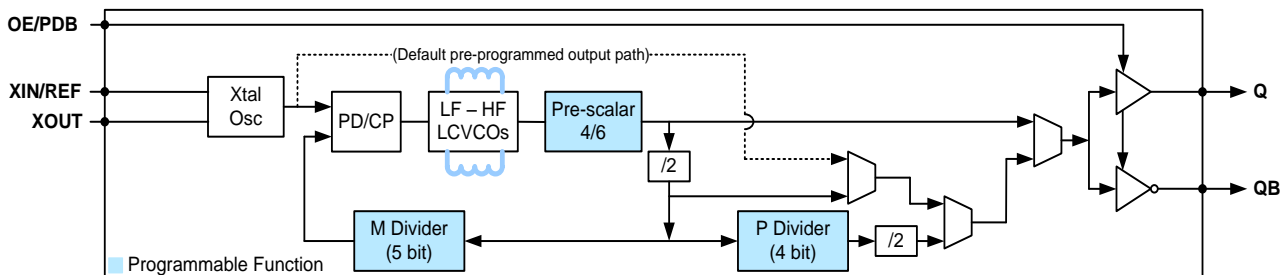 OE/PDB
(Default pre-programmed output path)
XIN/REF
XOUT
Xtal
Osc
PD/CP
LF – HF
LCVCOs
Pre-scalar
4/6
Q
/2
QB
M Divider
(5 bit)
P Divider
(4 bit)
/2
Programmable Function